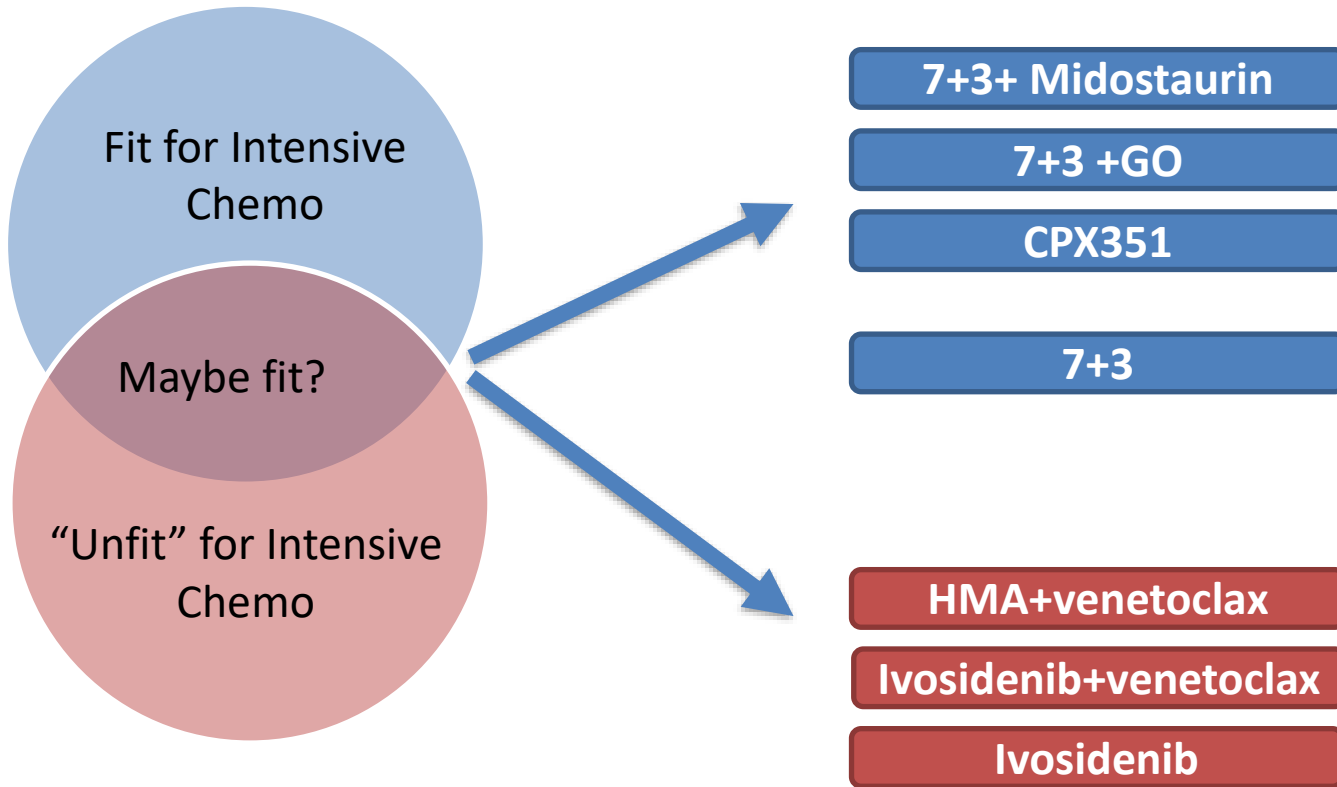 Fit for Intensive
Chemo
Maybe fit?
“Unfit” for Intensive
Chemo
7+3+ Midostaurin
7+3 +GO
CPX351
7+3
HMA+venetoclax
Ivosidenib+venetoclax
Ivosidenib